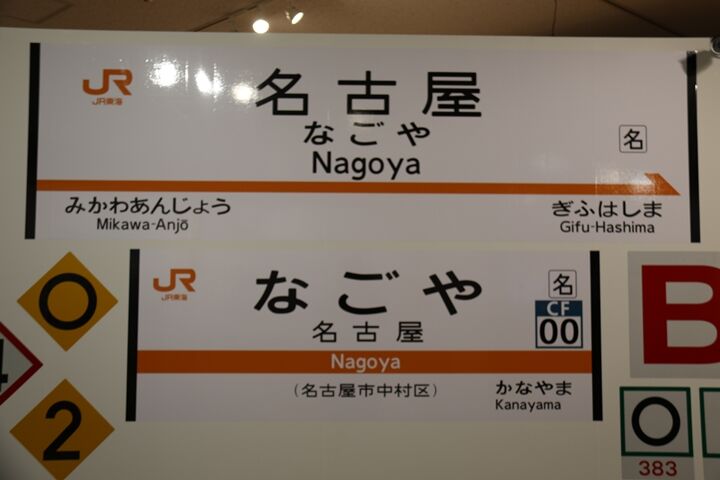 JR
JR東海
名古屋
なごや
Nagoya
名
みかわあんじょう
Mikawa-Anjō
ぎふはしま
Gifu-Hashima
JR
JR東海
なごや
名
名古屋
CF
00
Nagoya
(名古屋市中村区)
かなやま
Kanayama
4
2
B
383